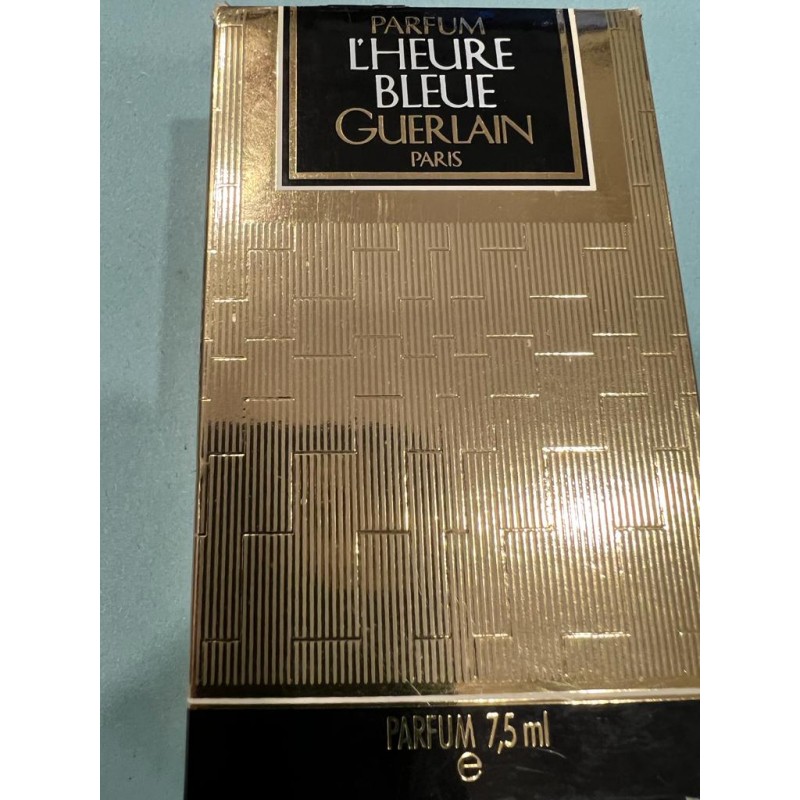 PARFUM
L'HEURE
BLEUE
GUERLAIN
PARIS
PARFUM 7,5 ml
℮